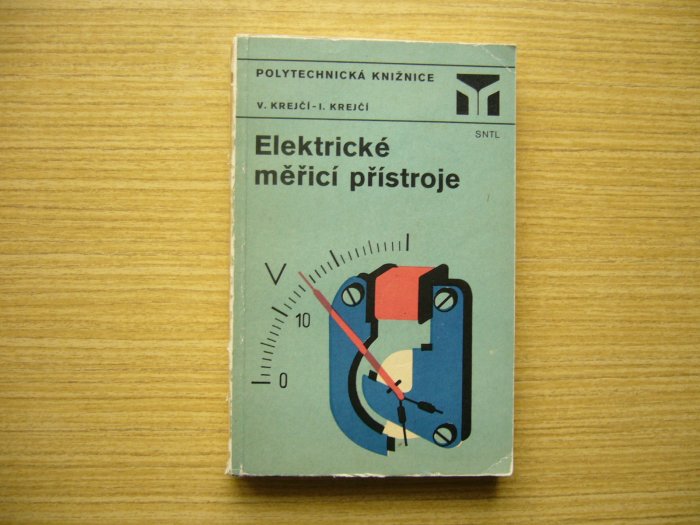 POLYTECHNICKÁ KNIŽNICE
V. KREJČÍ-I. KREJČÍ
SNTL
Elektrické
měřicí přístroje
V
10
0